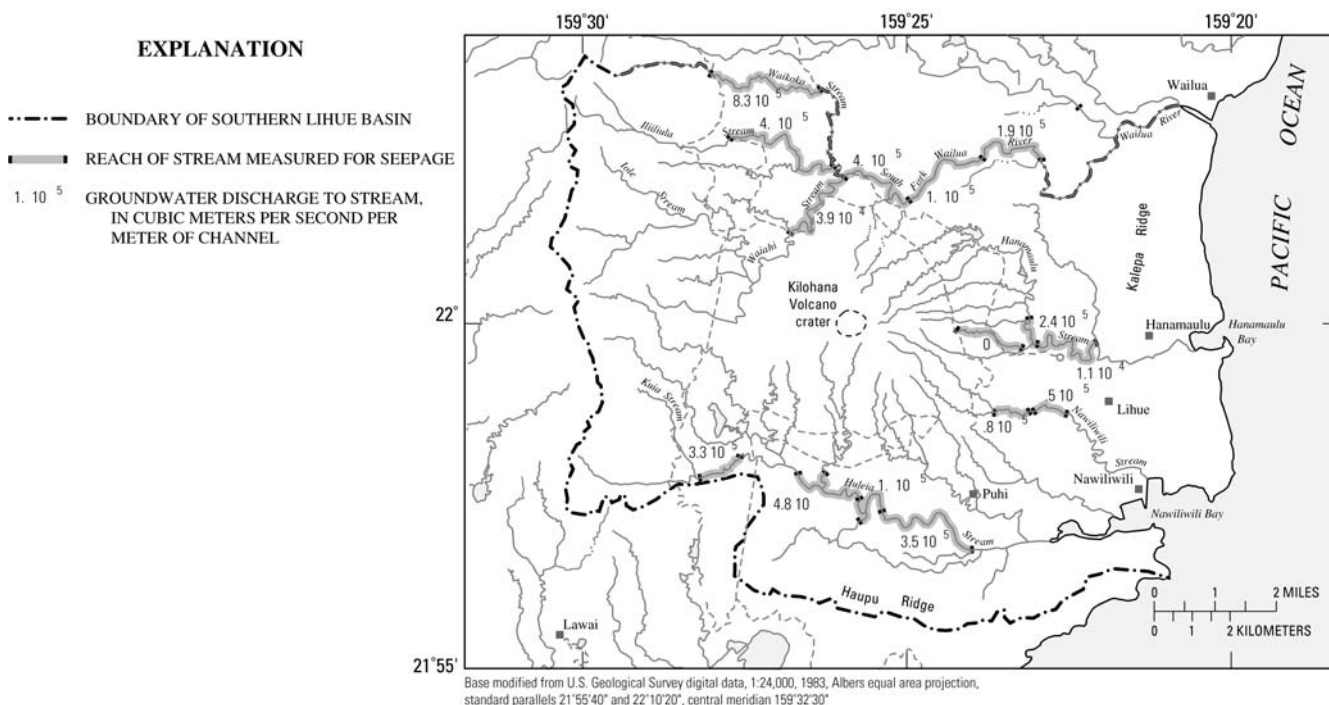 EXPLANATION
BOUNDARY OF SOUTHERN LIHUE BASIN
REACH OF STREAM MEASURED FOR SEEPAGE
1. 10 5
GROUNDWATER DISCHARGE TO STREAM,
IN CUBIC METERS PER SECOND PER
METER OF CHANNEL
159°30'
159°25'
159°20'
22°
21°55'
Waikoko
Stream
8.3 10 5
Iliiliula
Stream
4. 10 5
Iole
Stream
Waiahi
Stream
3.9 10 4
4. 10 5
South
Fork
Wailua
River
1. 10 5
1.9 10 5
Wailua
Wailua River
PACIFIC OCEAN
Kalepa Ridge
Kilohana
Volcano
crater
Hanamaulu
Stream
2.4 10 5
0
1.1 10 4
Hanamaulu
Hanamaulu
Bay
5 10 5
.8 10 5
Lihue
Nawiliwili
Stream
Nawiliwili
Nawiliwili Bay
Kuia Stream
3.3 10 5
4.8 10
Huleia
1. 10 5
3.5 10 5
Stream
Puhi
Haupu Ridge
Lawai
0 1 2 MILES
0 1 2 KILOMETERS
Base modified from U.S. Geological Survey digital data, 1:24,000, 1983, Albers equal area projection,
standard parallels 21°55'40" and 22°10'20", central meridian 159°32'30"